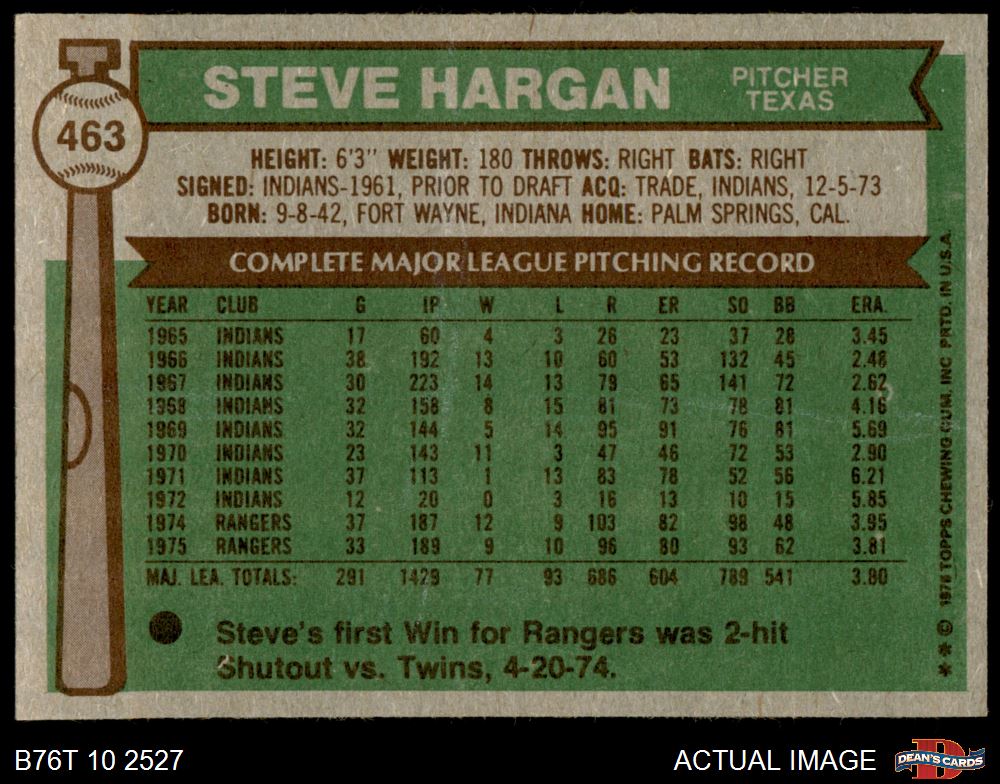 STEVE HARGAN
PITCHER
TEXAS
463
HEIGHT: 6'3" WEIGHT: 180 THROWS: RIGHT BATS: RIGHT
SIGNED: INDIANS-1961, PRIOR TO DRAFT ACQ: TRADE, INDIANS, 12-5-73
BORN: 9-8-42, FORT WAYNE, INDIANA HOME: PALM SPRINGS, CAL.
COMPLETE MAJOR LEAGUE PITCHING RECORD
YEAR CLUB G IP W L R ER SO BB ERA.
1965 INDIANS 17 60 4 3 26 23 37 28 3.45
1966 INDIANS 38 192 13 10 60 53 132 45 2.48
1967 INDIANS 30 223 14 13 79 65 141 72 2.62
1968 INDIANS 32 158 8 15 81 73 78 81 4.16
1969 INDIANS 32 144 5 14 95 91 76 81 5.69
1970 INDIANS 23 143 11 3 47 46 72 53 2.90
1971 INDIANS 37 113 1 13 83 78 52 56 6.21
1972 INDIANS 12 20 0 3 16 13 10 15 5.85
1974 RANGERS 37 187 12 9 103 82 98 48 3.95
1975 RANGERS 33 189 9 10 96 80 93 62 3.81
MAJ. LEA. TOTALS: 291 1429 77 93 686 604 789 541 3.80
Steve's first Win for Rangers was 2-hit
Shutout vs. Twins, 4-20-74.
** © 1976 TOPPS CHEWING GUM, INC PRTD. IN U.S.A.
B76T 10 2527
ACTUAL IMAGE
DEAN'S CARDS